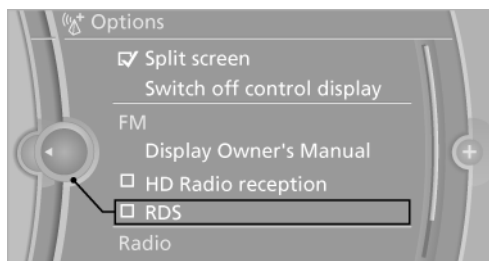 Options
Split screen
Switch off control display
FM
Display Owner's Manual
HD Radio reception
RDS
Radio